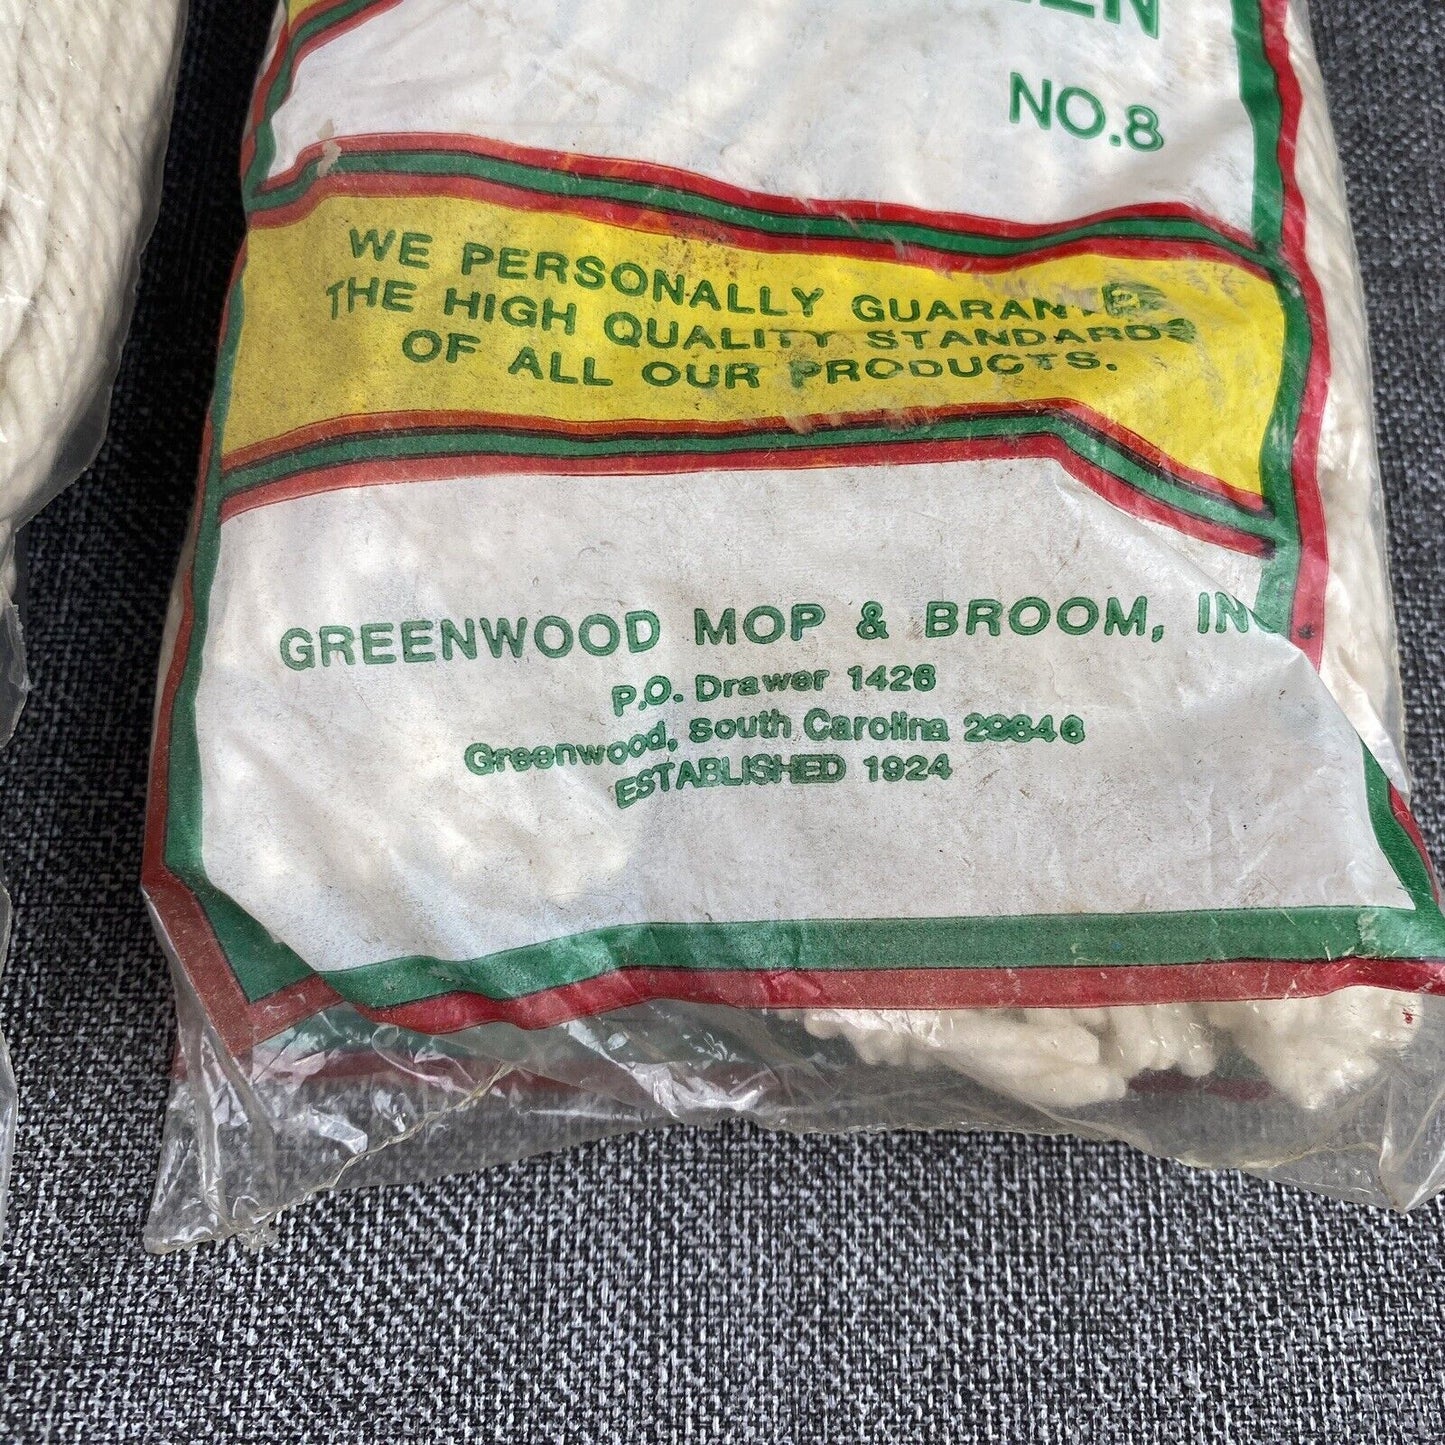 NO.8
WE PERSONALLY GUARANTEE
THE HIGH QUALITY STANDARDS
OF ALL OUR PRODUCTS.
GREENWOOD MOP & BROOM, INC
P.O. Drawer 1426
Greenwood, South Carolina 29646
ESTABLISHED 1924